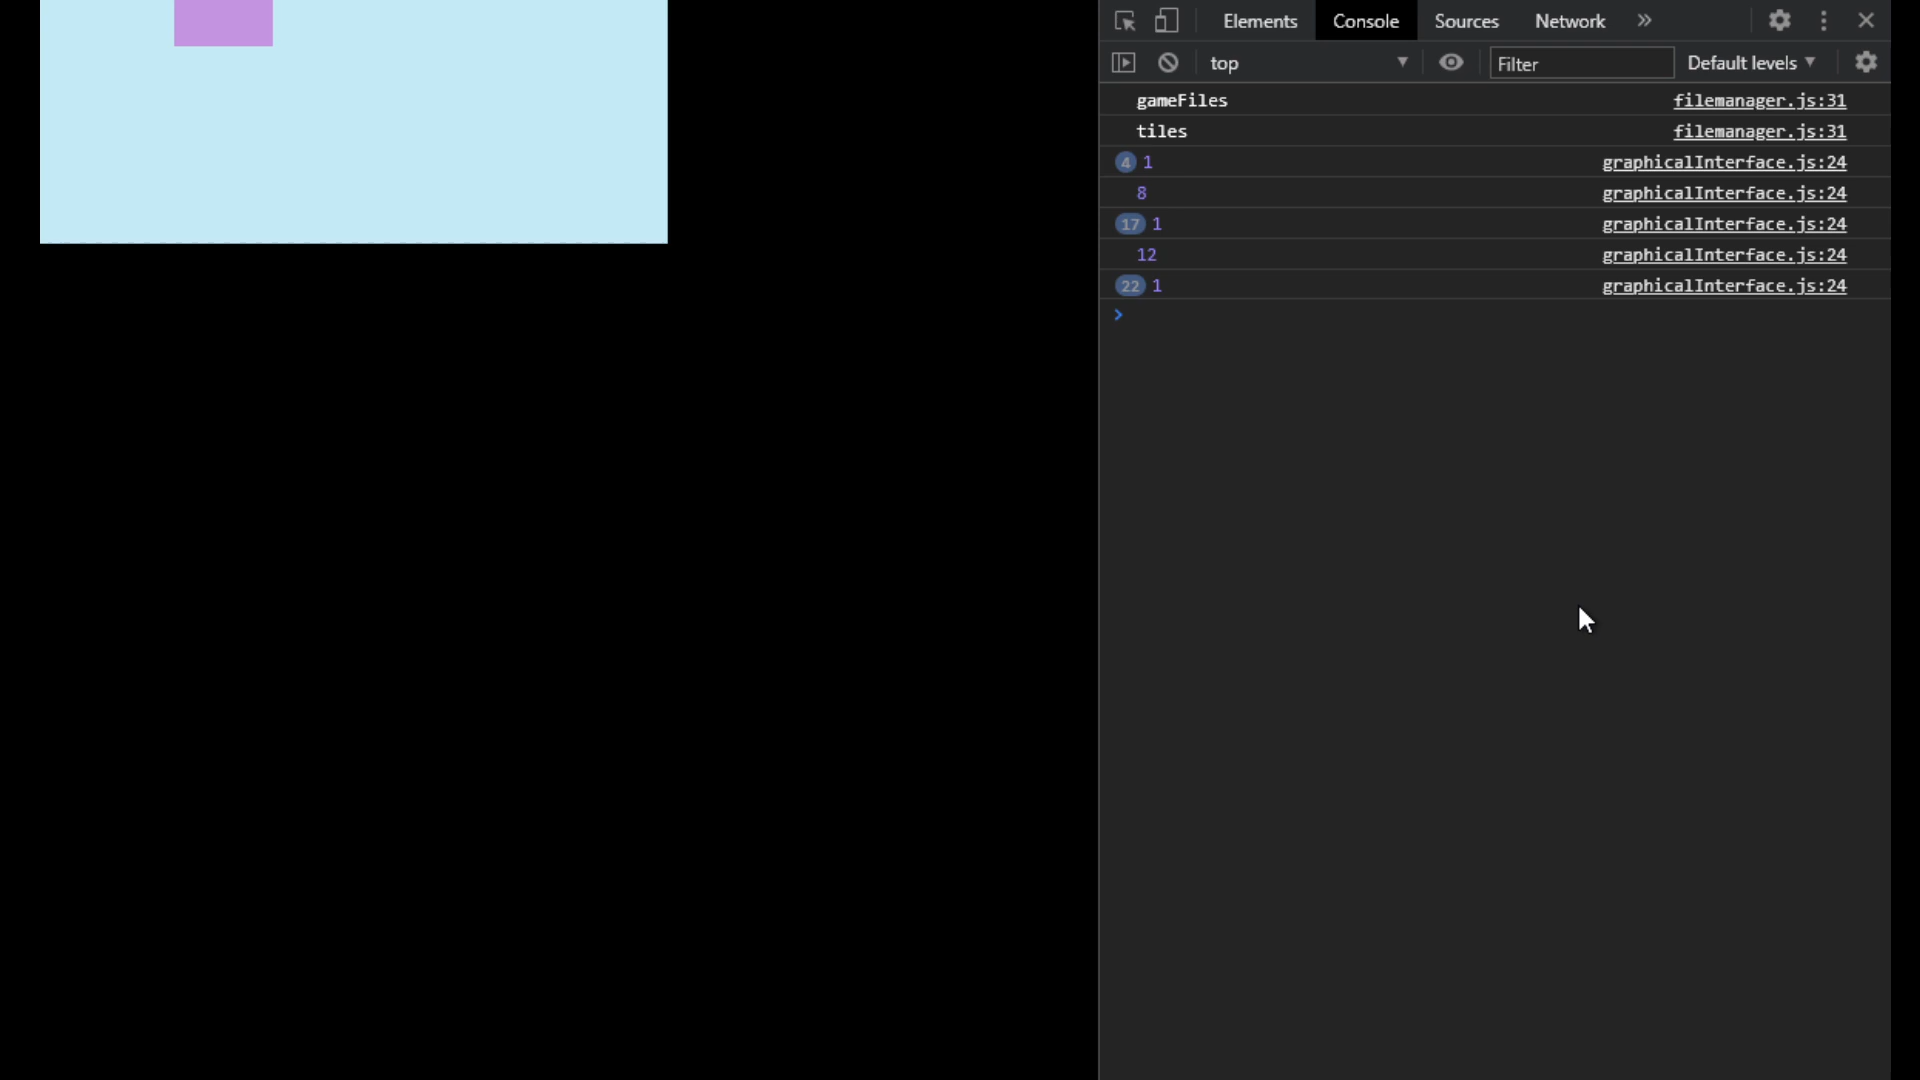 Elements Console Sources Network »
top Filter Default levels
gameFiles filemanager.js:31
tiles filemanager.js:31
4 1 graphicalInterface.js:24
8 graphicalInterface.js:24
17 1 graphicalInterface.js:24
12 graphicalInterface.js:24
22 1 graphicalInterface.js:24